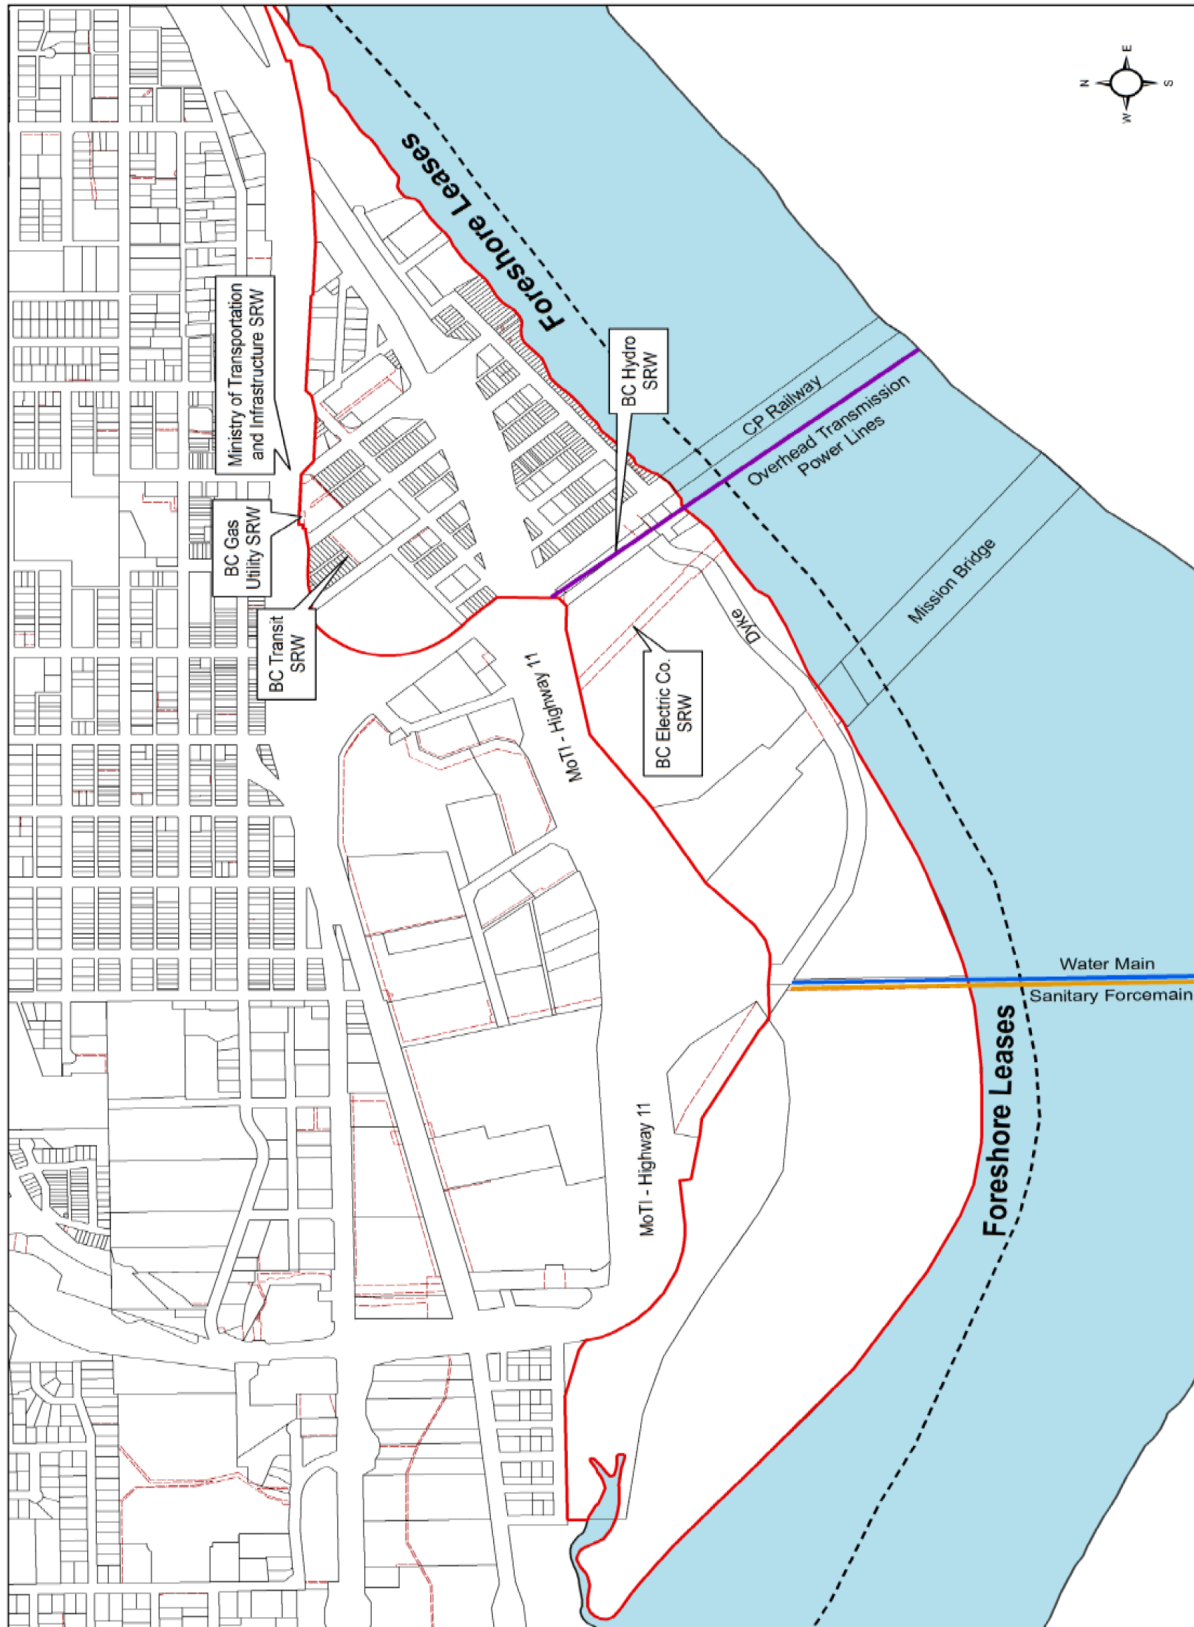 N
E
W
S
Foreshore Leases
Ministry of Transportation
and Infrastructure SRW
BC Gas
Utility SRW
BC Transit
SRW
BC Hydro
SRW
CP Railway
Overhead Transmission
Power Lines
Mission Bridge
Dyke
BC Electric Co.
SRW
MoTI - Highway 11
Water Main
Sanitary Forcemain
Foreshore Leases
MoTI - Highway 11